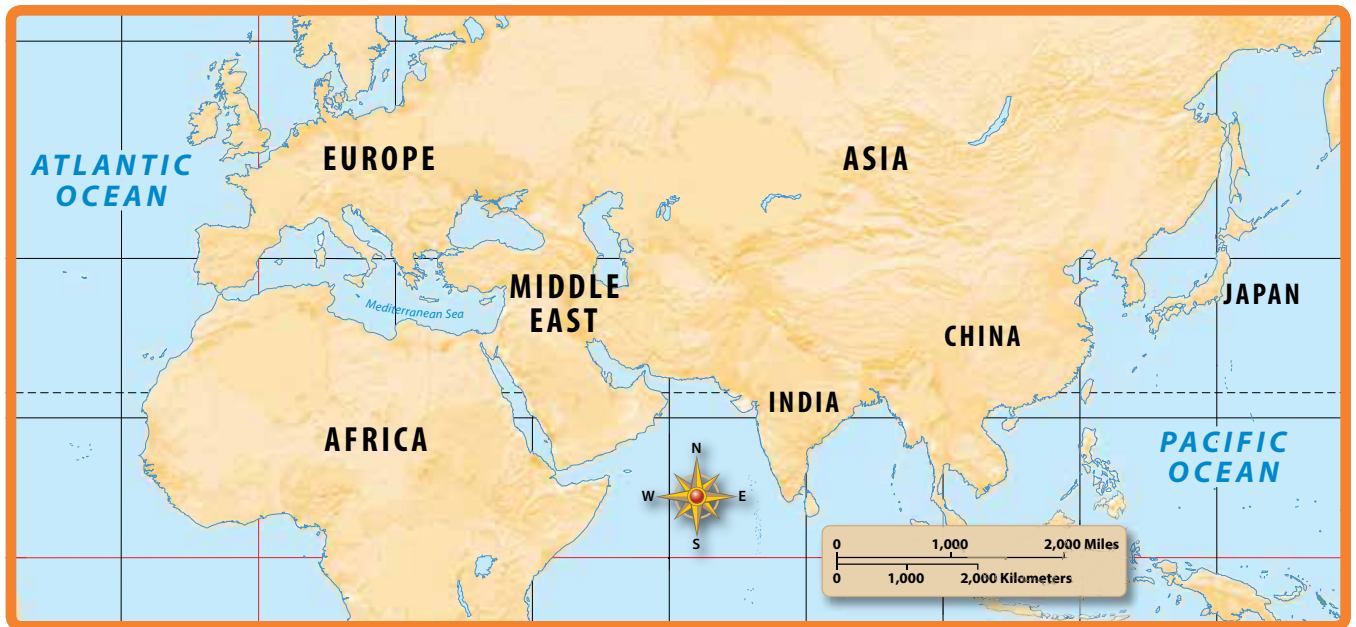 ATLANTIC
OCEAN
EUROPE
ASIA
MIDDLE
EAST
Mediterranean Sea
JAPAN
CHINA
INDIA
AFRICA
PACIFIC
OCEAN
N
W E
S
0 1,000 2,000 Miles
0 1,000 2,000 Kilometers